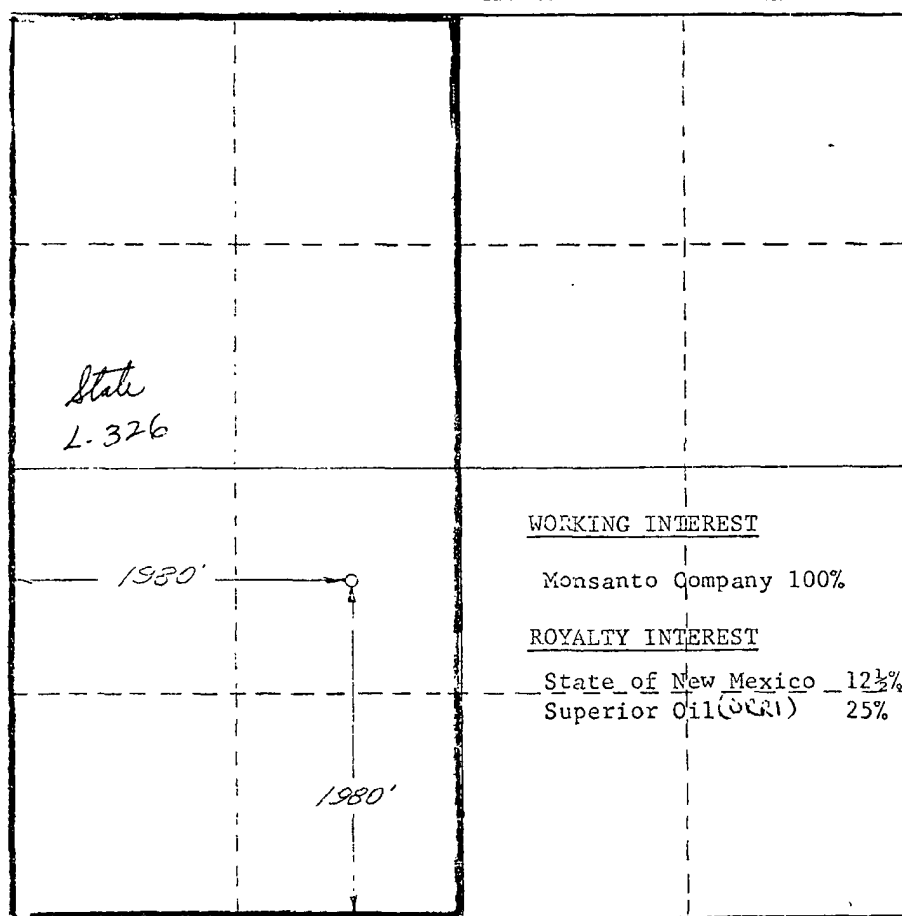 State
L-326
1980'
WORKING INTEREST
Monsanto Company 100%
ROYALTY INTEREST
State of New Mexico 12½%
Superior Oil (ORRI) 25%
1980'